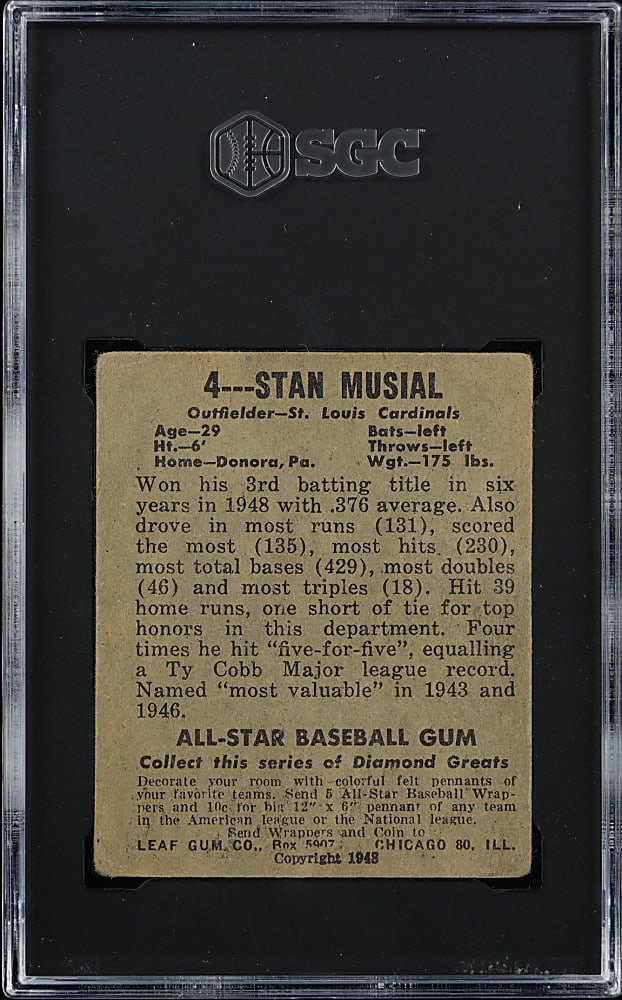 SGC
4---STAN MUSIAL
Outfielder—St. Louis Cardinals
Age—29 Bats—left
Ht.—6' Throws—left
Home—Donora, Pa. Wgt.—175 lbs.
Won his 3rd batting title in six
years in 1948 with .376 average. Also
drove in most runs (131), scored
the most (135), most hits (230),
most total bases (429), most doubles
(46) and most triples (18). Hit 39
home runs, one short of tie for top
honors in this department. Four
times he hit "five-for-five", equalling
a Ty Cobb Major league record.
Named "most valuable" in 1943 and
1946.
ALL-STAR BASEBALL GUM
Collect this series of Diamond Greats
Decorate your room with colorful felt pennants of
your favorite teams. Send 5 All-Star Baseball Wrap-
pers and 10c for big 12" x 6" pennant of any team
in the American league or the National league.
Send Wrappers and Coin to
LEAF GUM CO., Box 5907, CHICAGO 80, ILL.
Copyright 1948